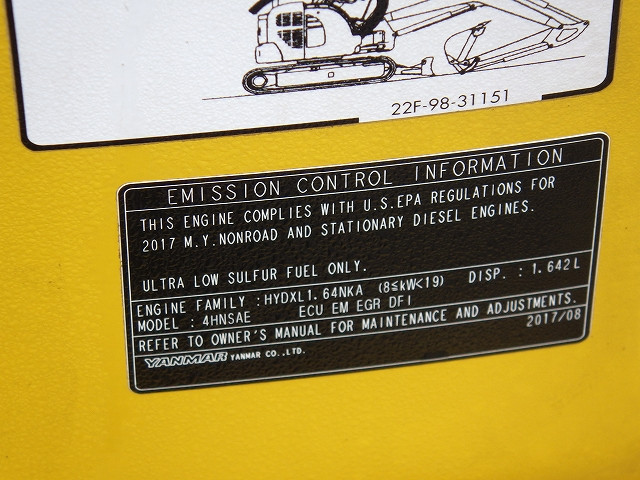 22F-98-31151
EMISSION CONTROL INFORMATION
THIS ENGINE COMPLIES WITH U.S.EPA REGULATIONS FOR
2017 M.Y.NONROAD AND STATIONARY DIESEL ENGINES.
ULTRA LOW SULFUR FUEL ONLY.
ENGINE FAMILY :HYDXL1.64NKA (8≦kW<19) DISP. : 1.642L
MODEL : 4HNSAE ECU EM EGR DFI
REFER TO OWNER'S MANUAL FOR MAINTENANCE AND ADJUSTMENTS.
YANMAR YANMAR CO.,LTD. 2017/08